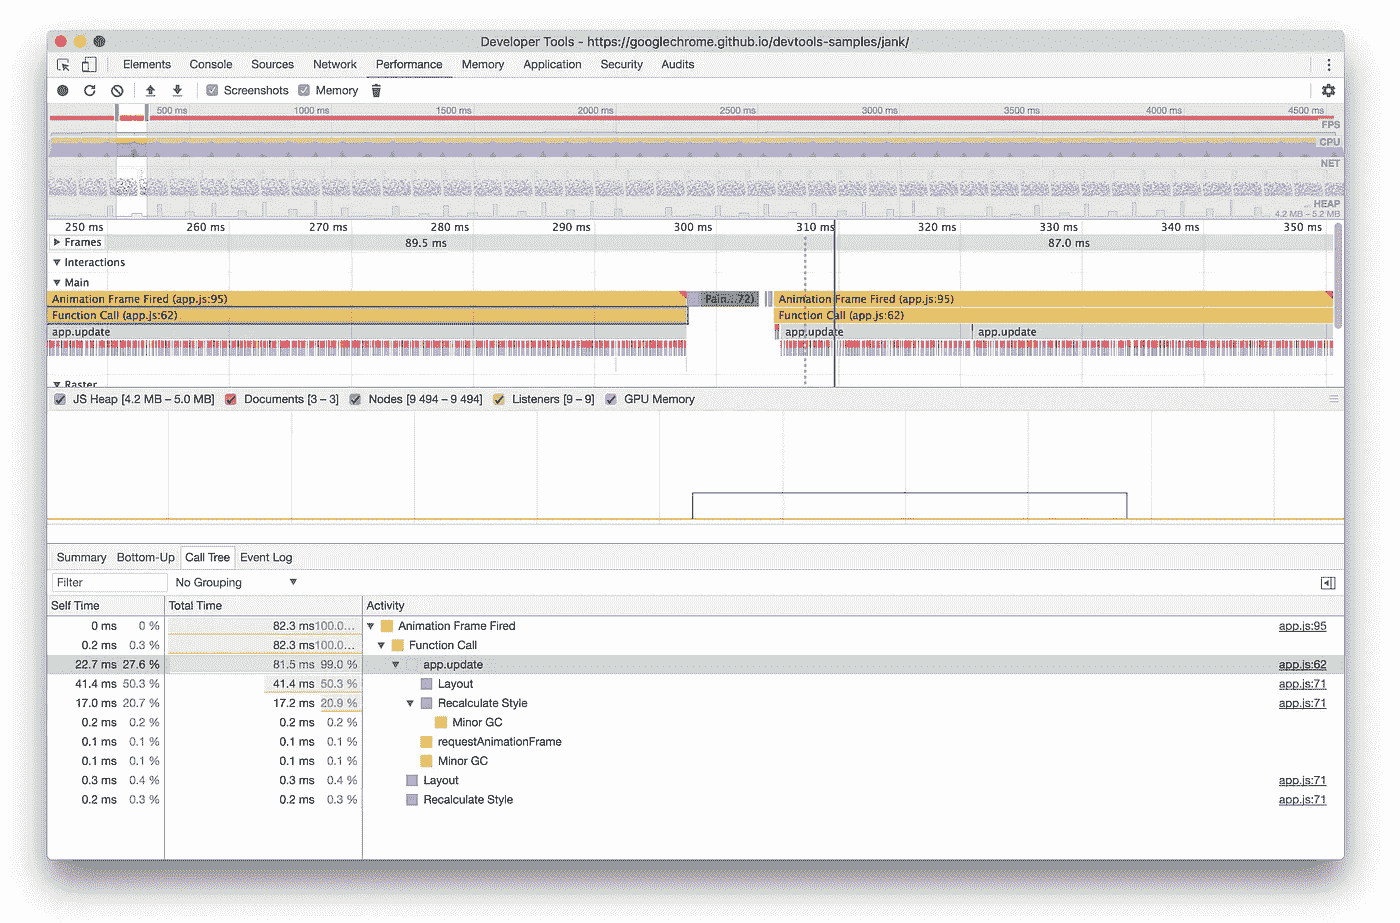 Developer Tools - https://googlechrome.github.io/devtools-samples/jank/
Elements Console Sources Network Performance Memory Application Security Audits
Screenshots Memory
500 ms 1000 ms 1500 ms 2000 ms 2500 ms 3000 ms 3500 ms 4000 ms 4500 ms
FPS
CPU
NET
HEAP
4.2 MB – 5.2 MB
250 ms 260 ms 270 ms 280 ms 290 ms 300 ms 310 ms 320 ms 330 ms 340 ms 350 ms
Frames 89.5 ms 87.0 ms
Interactions
Main
Animation Frame Fired (app.js:95) Pain...72) Animation Frame Fired (app.js:95)
Function Call (app.js:62) Function Call (app.js:62)
app.update app.update app.update
Raster
JS Heap [4.2 MB – 5.0 MB] Documents [3 – 3] Nodes [9 494 – 9 494] Listeners [9 – 9] GPU Memory
Summary Bottom-Up Call Tree Event Log
Filter No Grouping
Self Time Total Time Activity
0 ms 0 % 82.3 ms 100.0... Animation Frame Fired app.js:95
0.2 ms 0.3 % 82.3 ms 100.0... Function Call
22.7 ms 27.6 % 81.5 ms 99.0 % app.update app.js:62
41.4 ms 50.3 % 41.4 ms 50.3 % Layout app.js:71
17.0 ms 20.7 % 17.2 ms 20.9 % Recalculate Style app.js:71
0.2 ms 0.2 % 0.2 ms 0.2 % Minor GC
0.1 ms 0.1 % 0.1 ms 0.1 % requestAnimationFrame
0.1 ms 0.1 % 0.1 ms 0.1 % Minor GC
0.3 ms 0.4 % 0.3 ms 0.4 % Layout app.js:71
0.2 ms 0.3 % 0.2 ms 0.3 % Recalculate Style app.js:71